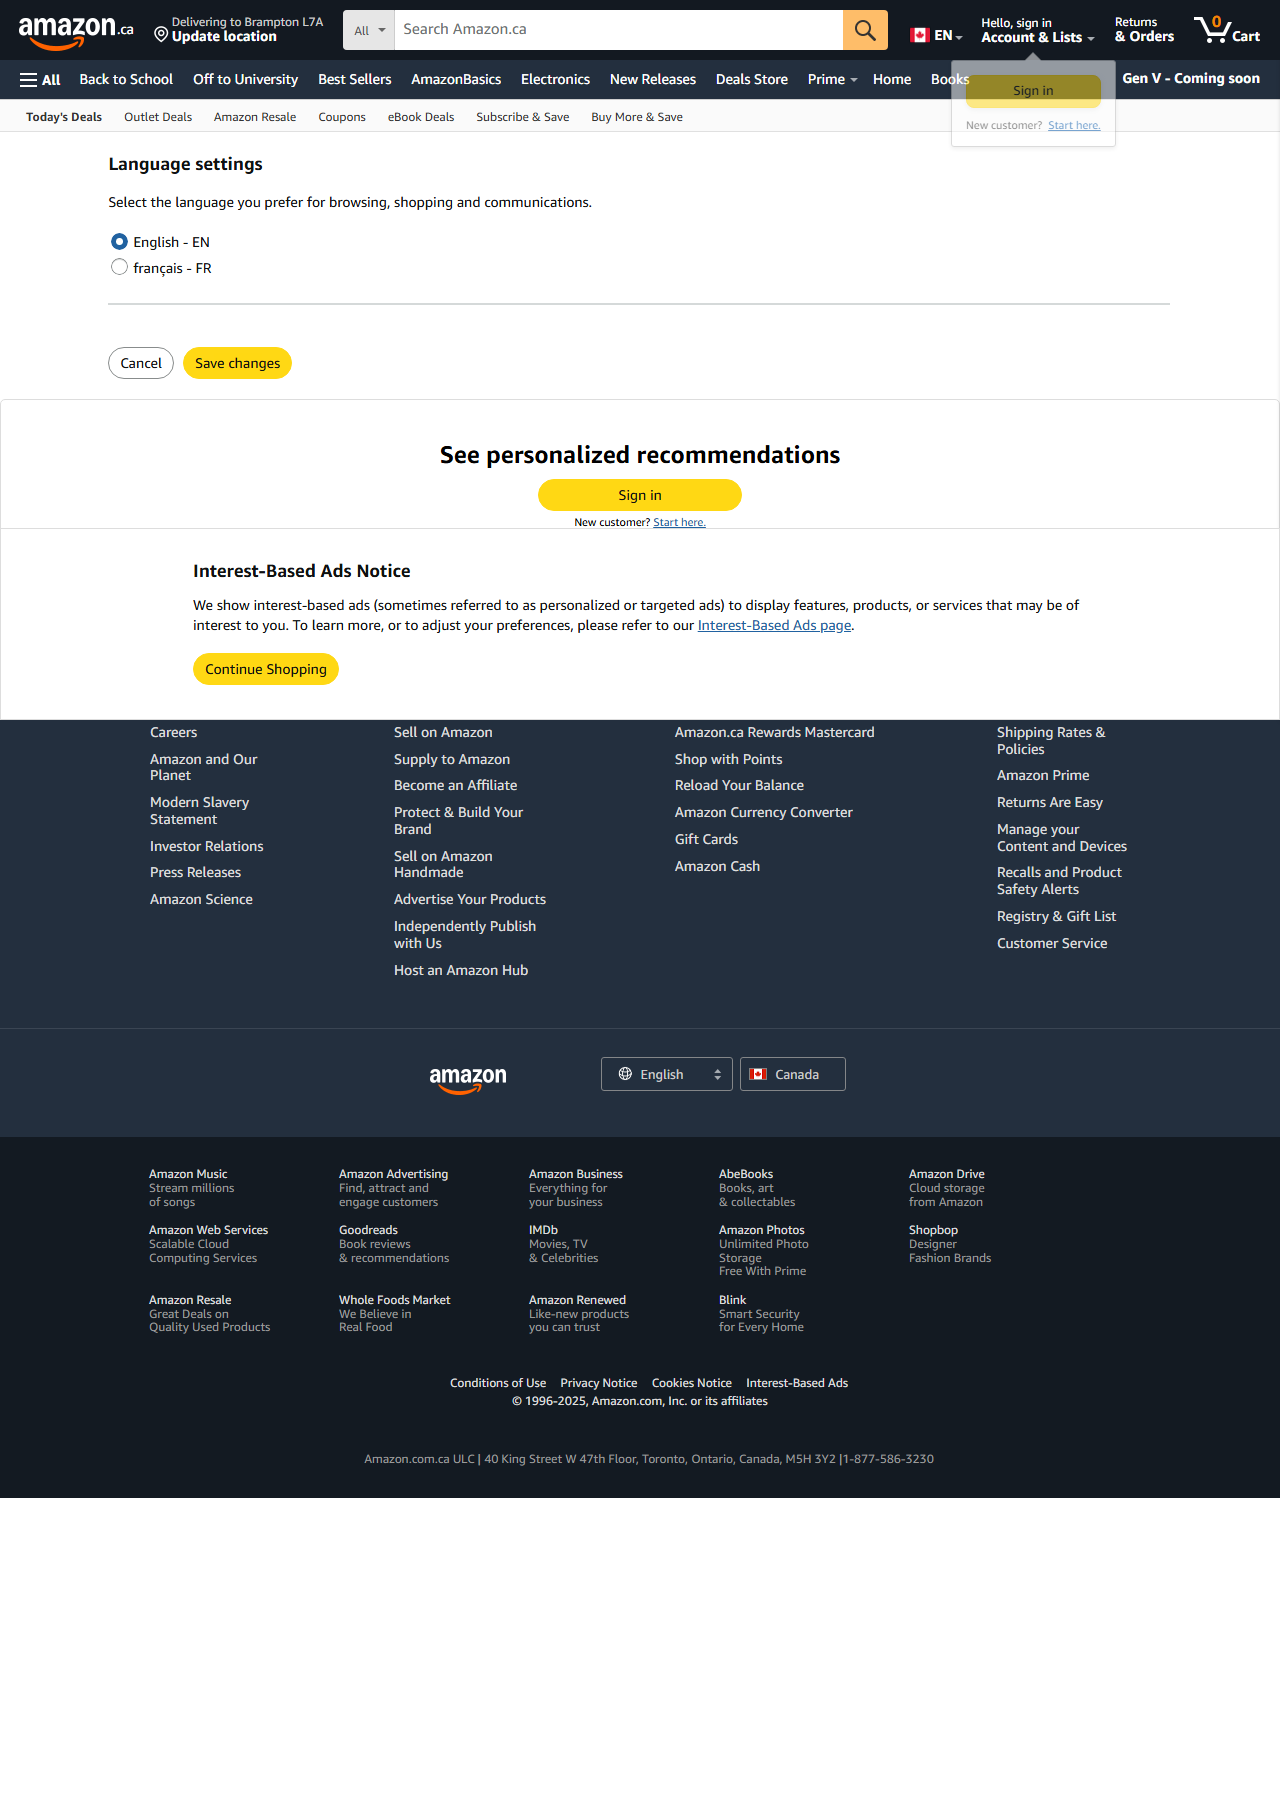 amazon.ca
Delivering to Brampton L7A
Update location
All
Search Amazon.ca
EN
Hello, sign in
Account & Lists
Returns
& Orders
0
Cart
All
Back to School
Off to University
Best Sellers
AmazonBasics
Electronics
New Releases
Deals Store
Prime
Home
Books
Gen V - Coming soon
Sign in
New customer? Start here.
Today's Deals
Outlet Deals
Amazon Resale
Coupons
eBook Deals
Subscribe & Save
Buy More & Save
Language settings
Select the language you prefer for browsing, shopping and communications.
English - EN
français - FR
Cancel
Save changes
See personalized recommendations
Sign in
New customer? Start here.
Interest-Based Ads Notice
We show interest-based ads (sometimes referred to as personalized or targeted ads) to display features, products, or services that may be of
interest to you. To learn more, or to adjust your preferences, please refer to our Interest-Based Ads page.
Continue Shopping
Careers
Amazon and Our
Planet
Modern Slavery
Statement
Investor Relations
Press Releases
Amazon Science
Sell on Amazon
Supply to Amazon
Become an Affiliate
Protect & Build Your
Brand
Sell on Amazon
Handmade
Advertise Your Products
Independently Publish
with Us
Host an Amazon Hub
Amazon.ca Rewards Mastercard
Shop with Points
Reload Your Balance
Amazon Currency Converter
Gift Cards
Amazon Cash
Shipping Rates &
Policies
Amazon Prime
Returns Are Easy
Manage your
Content and Devices
Recalls and Product
Safety Alerts
Registry & Gift List
Customer Service
amazon
English
Canada
Amazon Music
Stream millions
of songs
Amazon Advertising
Find, attract and
engage customers
Amazon Business
Everything for
your business
AbeBooks
Books, art
& collectables
Amazon Drive
Cloud storage
from Amazon
Amazon Web Services
Scalable Cloud
Computing Services
Goodreads
Book reviews
& recommendations
IMDb
Movies, TV
& Celebrities
Amazon Photos
Unlimited Photo
Storage
Free With Prime
Shopbop
Designer
Fashion Brands
Amazon Resale
Great Deals on
Quality Used Products
Whole Foods Market
We Believe in
Real Food
Amazon Renewed
Like-new products
you can trust
Blink
Smart Security
for Every Home
Conditions of Use
Privacy Notice
Cookies Notice
Interest-Based Ads
© 1996-2025, Amazon.com, Inc. or its affiliates
Amazon.com.ca ULC | 40 King Street W 47th Floor, Toronto, Ontario, Canada, M5H 3Y2 |1-877-586-3230